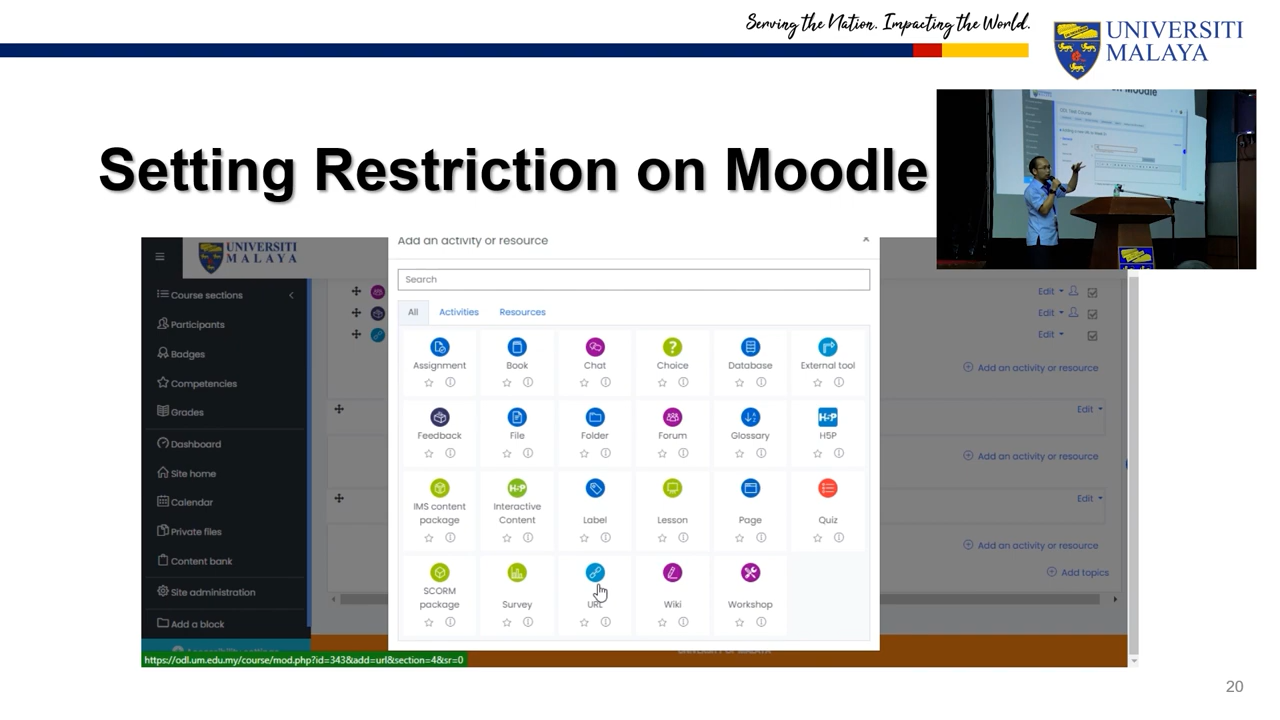 Serving the Nation. Impacting the World.
UNIVERSITI
MALAYA
Setting Restriction on Moodle
UNIVERSITI
MALAYA
Add an activity or resource
×
Search
All Activities Resources
Course sections
Participants
Badges
Competencies
Grades
Dashboard
Site home
Calendar
Private files
Content bank
Site administration
Add a block
Assignment Book Chat Choice Database External tool
Feedback File Folder Forum Glossary H5P
IMS content package Interactive Content Label Lesson Page Quiz
SCORM package Survey URL Wiki Workshop
Edit
Edit
Edit
Add an activity or resource
Edit
Add an activity or resource
Edit
Add an activity or resource
Add topics
https://odl.um.edu.my/course/mod.php?id=343&add=url&section=4&sr=0
20